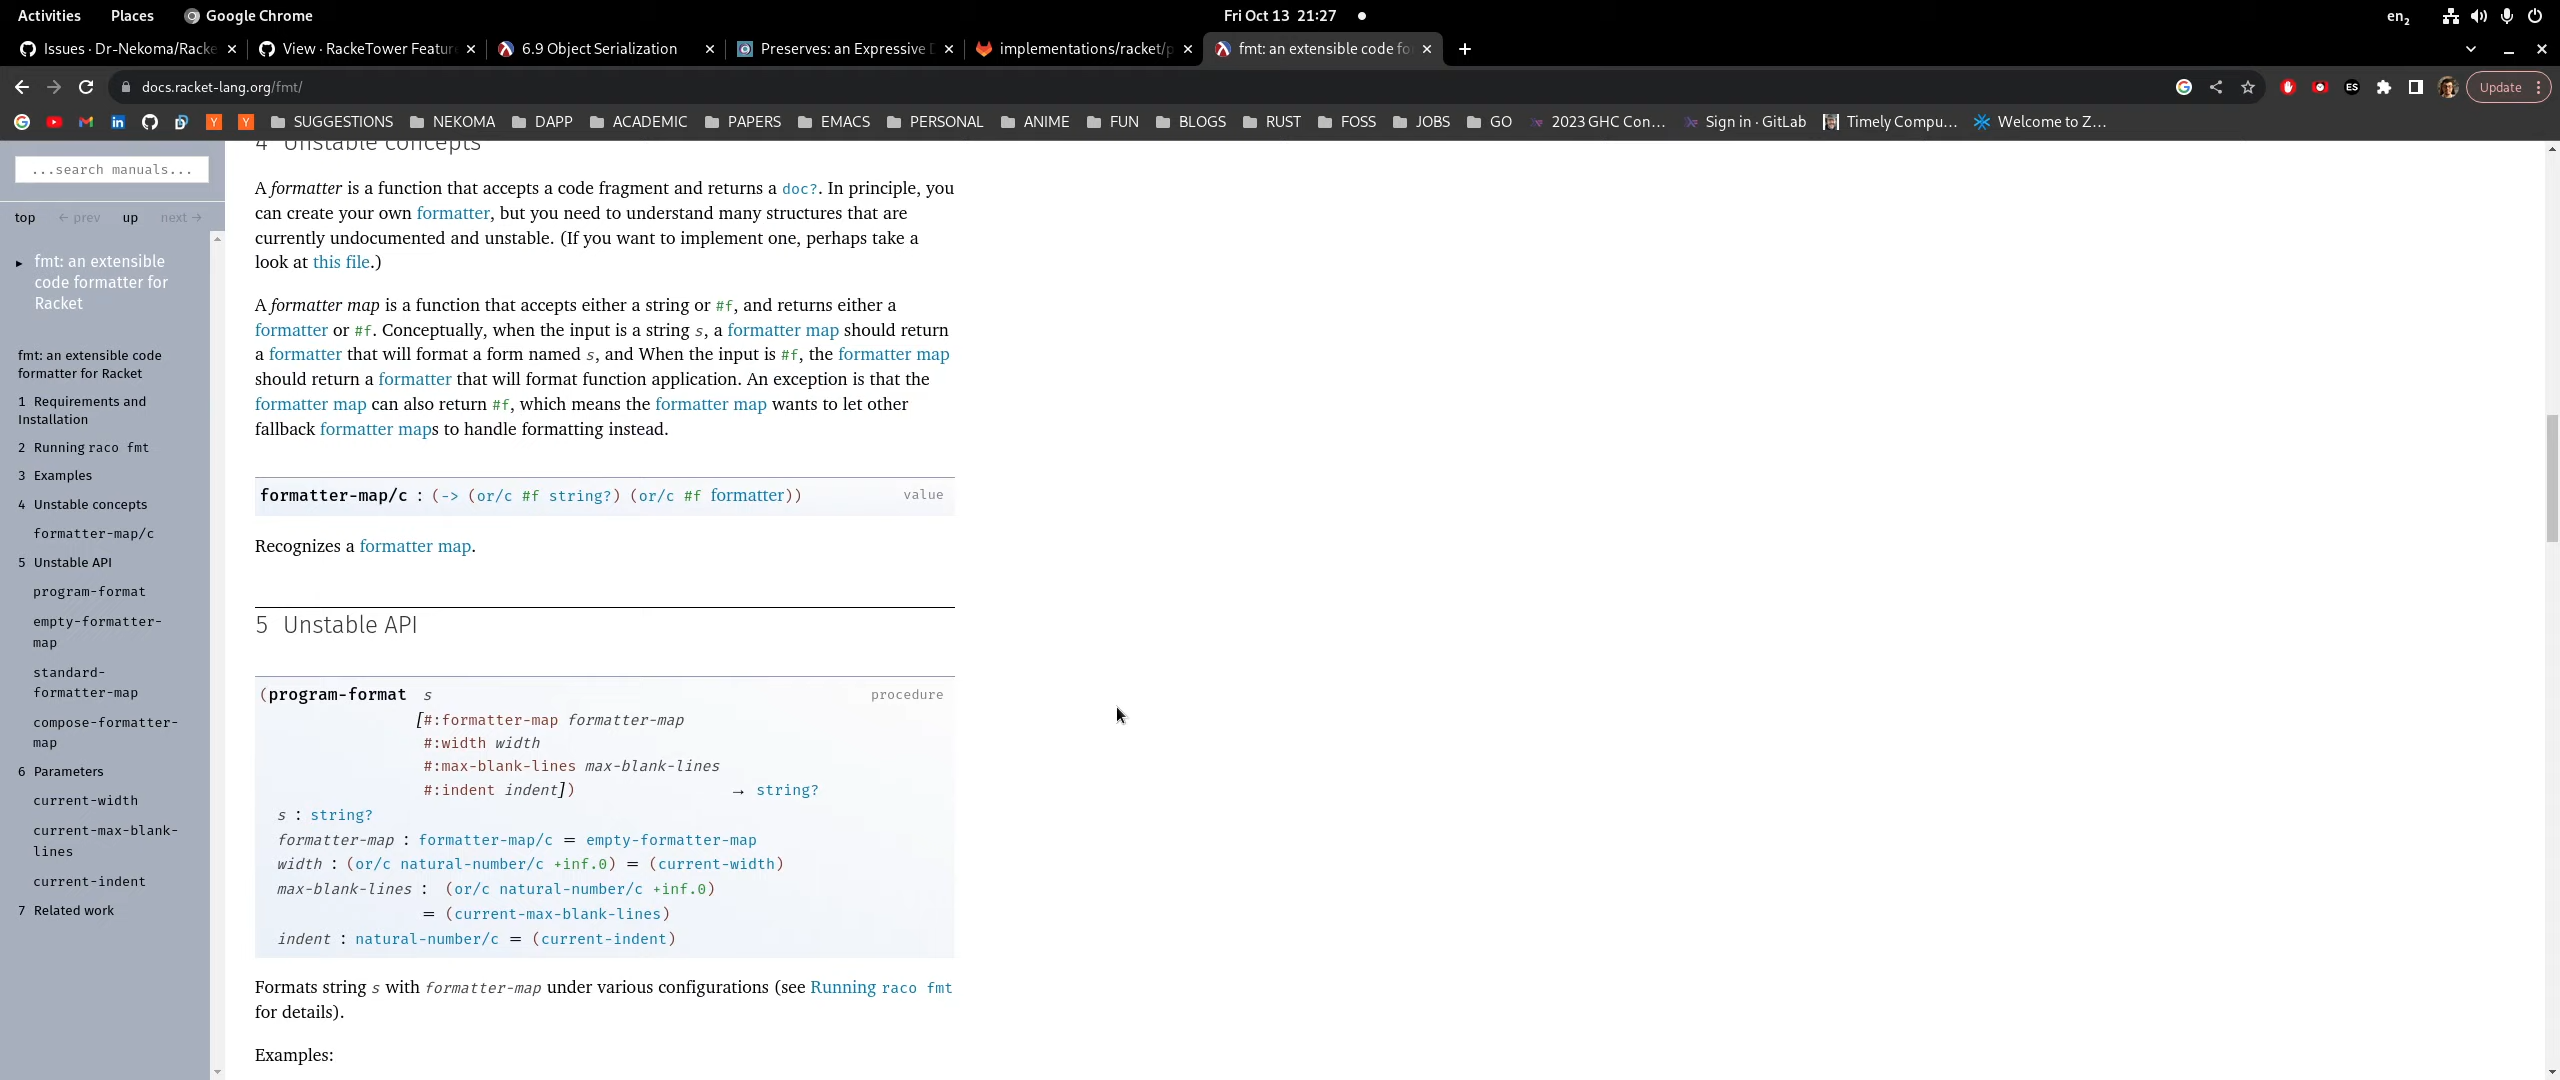 Activities Places Google Chrome Fri Oct 13 21:27 en2
Issues · Dr-Nekoma/Racke View · RackeTower Featur 6.9 Object Serialization Preserves: an Expressive D implementations/racket/p fmt: an extensible code fo
docs.racket-lang.org/fmt/ ES Update
SUGGESTIONS NEKOMA DAPP ACADEMIC PAPERS EMACS PERSONAL ANIME FUN BLOGS RUST FOSS JOBS GO 2023 GHC Con... Sign in · GitLab Timely Compu... Welcome to Z...
...search manuals...
top ← prev up next →
fmt: an extensible
code formatter for
Racket
fmt: an extensible code
formatter for Racket
1 Requirements and
Installation
2 Running raco fmt
3 Examples
4 Unstable concepts
formatter-map/c
5 Unstable API
program-format
empty-formatter-
map
standard-
formatter-map
compose-formatter-
map
6 Parameters
current-width
current-max-blank-
lines
current-indent
7 Related work
4 Unstable concepts
A formatter is a function that accepts a code fragment and returns a doc?. In principle, you
can create your own formatter, but you need to understand many structures that are
currently undocumented and unstable. (If you want to implement one, perhaps take a
look at this file.)
A formatter map is a function that accepts either a string or #f, and returns either a
formatter or #f. Conceptually, when the input is a string s, a formatter map should return
a formatter that will format a form named s, and When the input is #f, the formatter map
should return a formatter that will format function application. An exception is that the
formatter map can also return #f, which means the formatter map wants to let other
fallback formatter maps to handle formatting instead.
formatter-map/c : (-> (or/c #f string?) (or/c #f formatter)) value
Recognizes a formatter map.
5 Unstable API
(program-format s procedure
[#:formatter-map formatter-map
#:width width
#:max-blank-lines max-blank-lines
#:indent indent]) → string?
s : string?
formatter-map : formatter-map/c = empty-formatter-map
width : (or/c natural-number/c +inf.0) = (current-width)
max-blank-lines : (or/c natural-number/c +inf.0)
= (current-max-blank-lines)
indent : natural-number/c = (current-indent)
Formats string s with formatter-map under various configurations (see Running raco fmt
for details).
Examples: